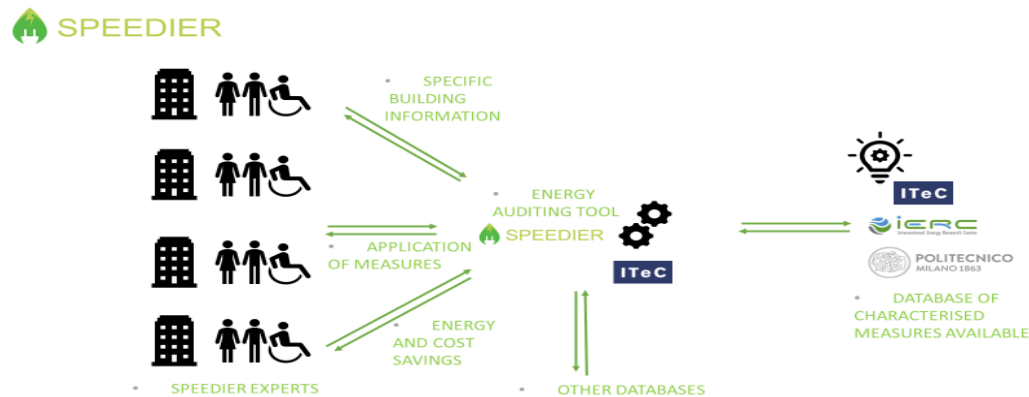 SPEEDIER
• SPECIFIC
BUILDING
INFORMATION
• ENERGY
AUDITING TOOL
SPEEDIER
ITeC
• APPLICATION
OF MEASURES
• ENERGY
AND COST
SAVINGS
• SPEEDIER EXPERTS
• OTHER DATABASES
ITeC
iERC
International Energy Research Centre
POLITECNICO
MILANO 1863
• DATABASE OF
CHARACTERISED
MEASURES AVAILABLE